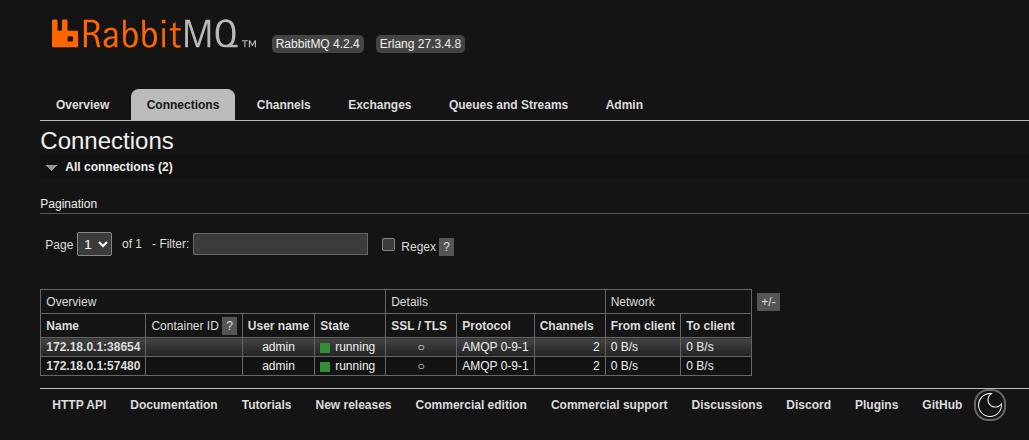 RabbitMQ TM RabbitMQ 4.2.4 Erlang 27.3.4.8
Overview Connections Channels Exchanges Queues and Streams Admin
Connections
All connections (2)
Pagination
Page 1 of 1 - Filter: Regex ?
Overview Details Network +/-
Name Container ID ? User name State SSL / TLS Protocol Channels From client To client
172.18.0.1:38654 admin running ○ AMQP 0-9-1 2 0 B/s 0 B/s
172.18.0.1:57480 admin running ○ AMQP 0-9-1 2 0 B/s 0 B/s
HTTP API Documentation Tutorials New releases Commercial edition Commercial support Discussions Discord Plugins GitHub